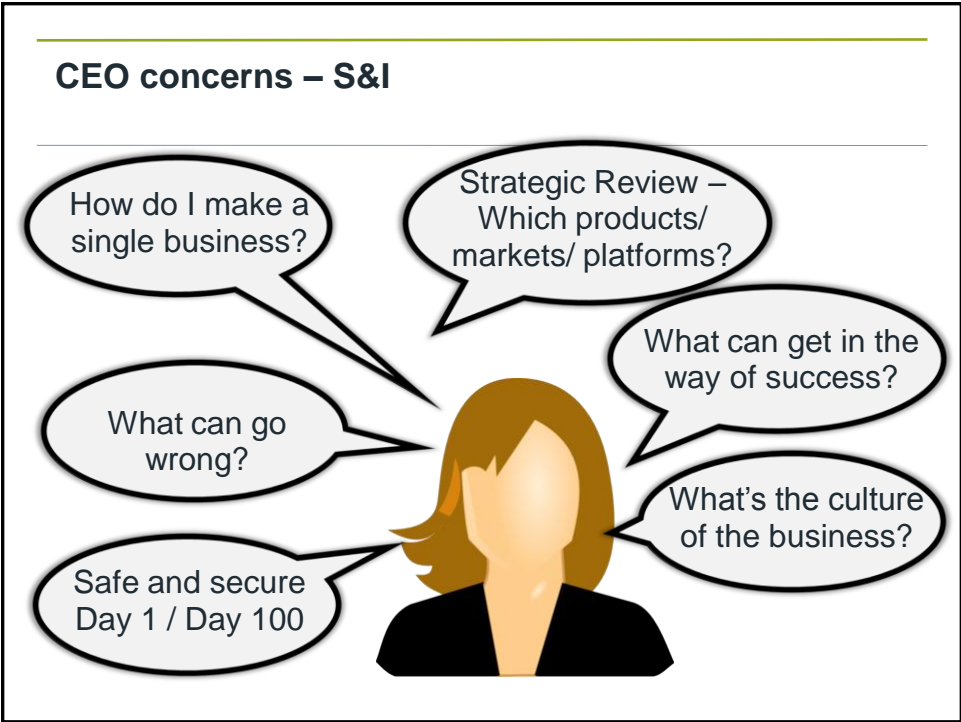 CEO concerns – S&I
How do I make a
single business?
Strategic Review –
Which products/
markets/ platforms?
What can get in the
way of success?
What can go
wrong?
What’s the culture
of the business?
Safe and secure
Day 1 / Day 100